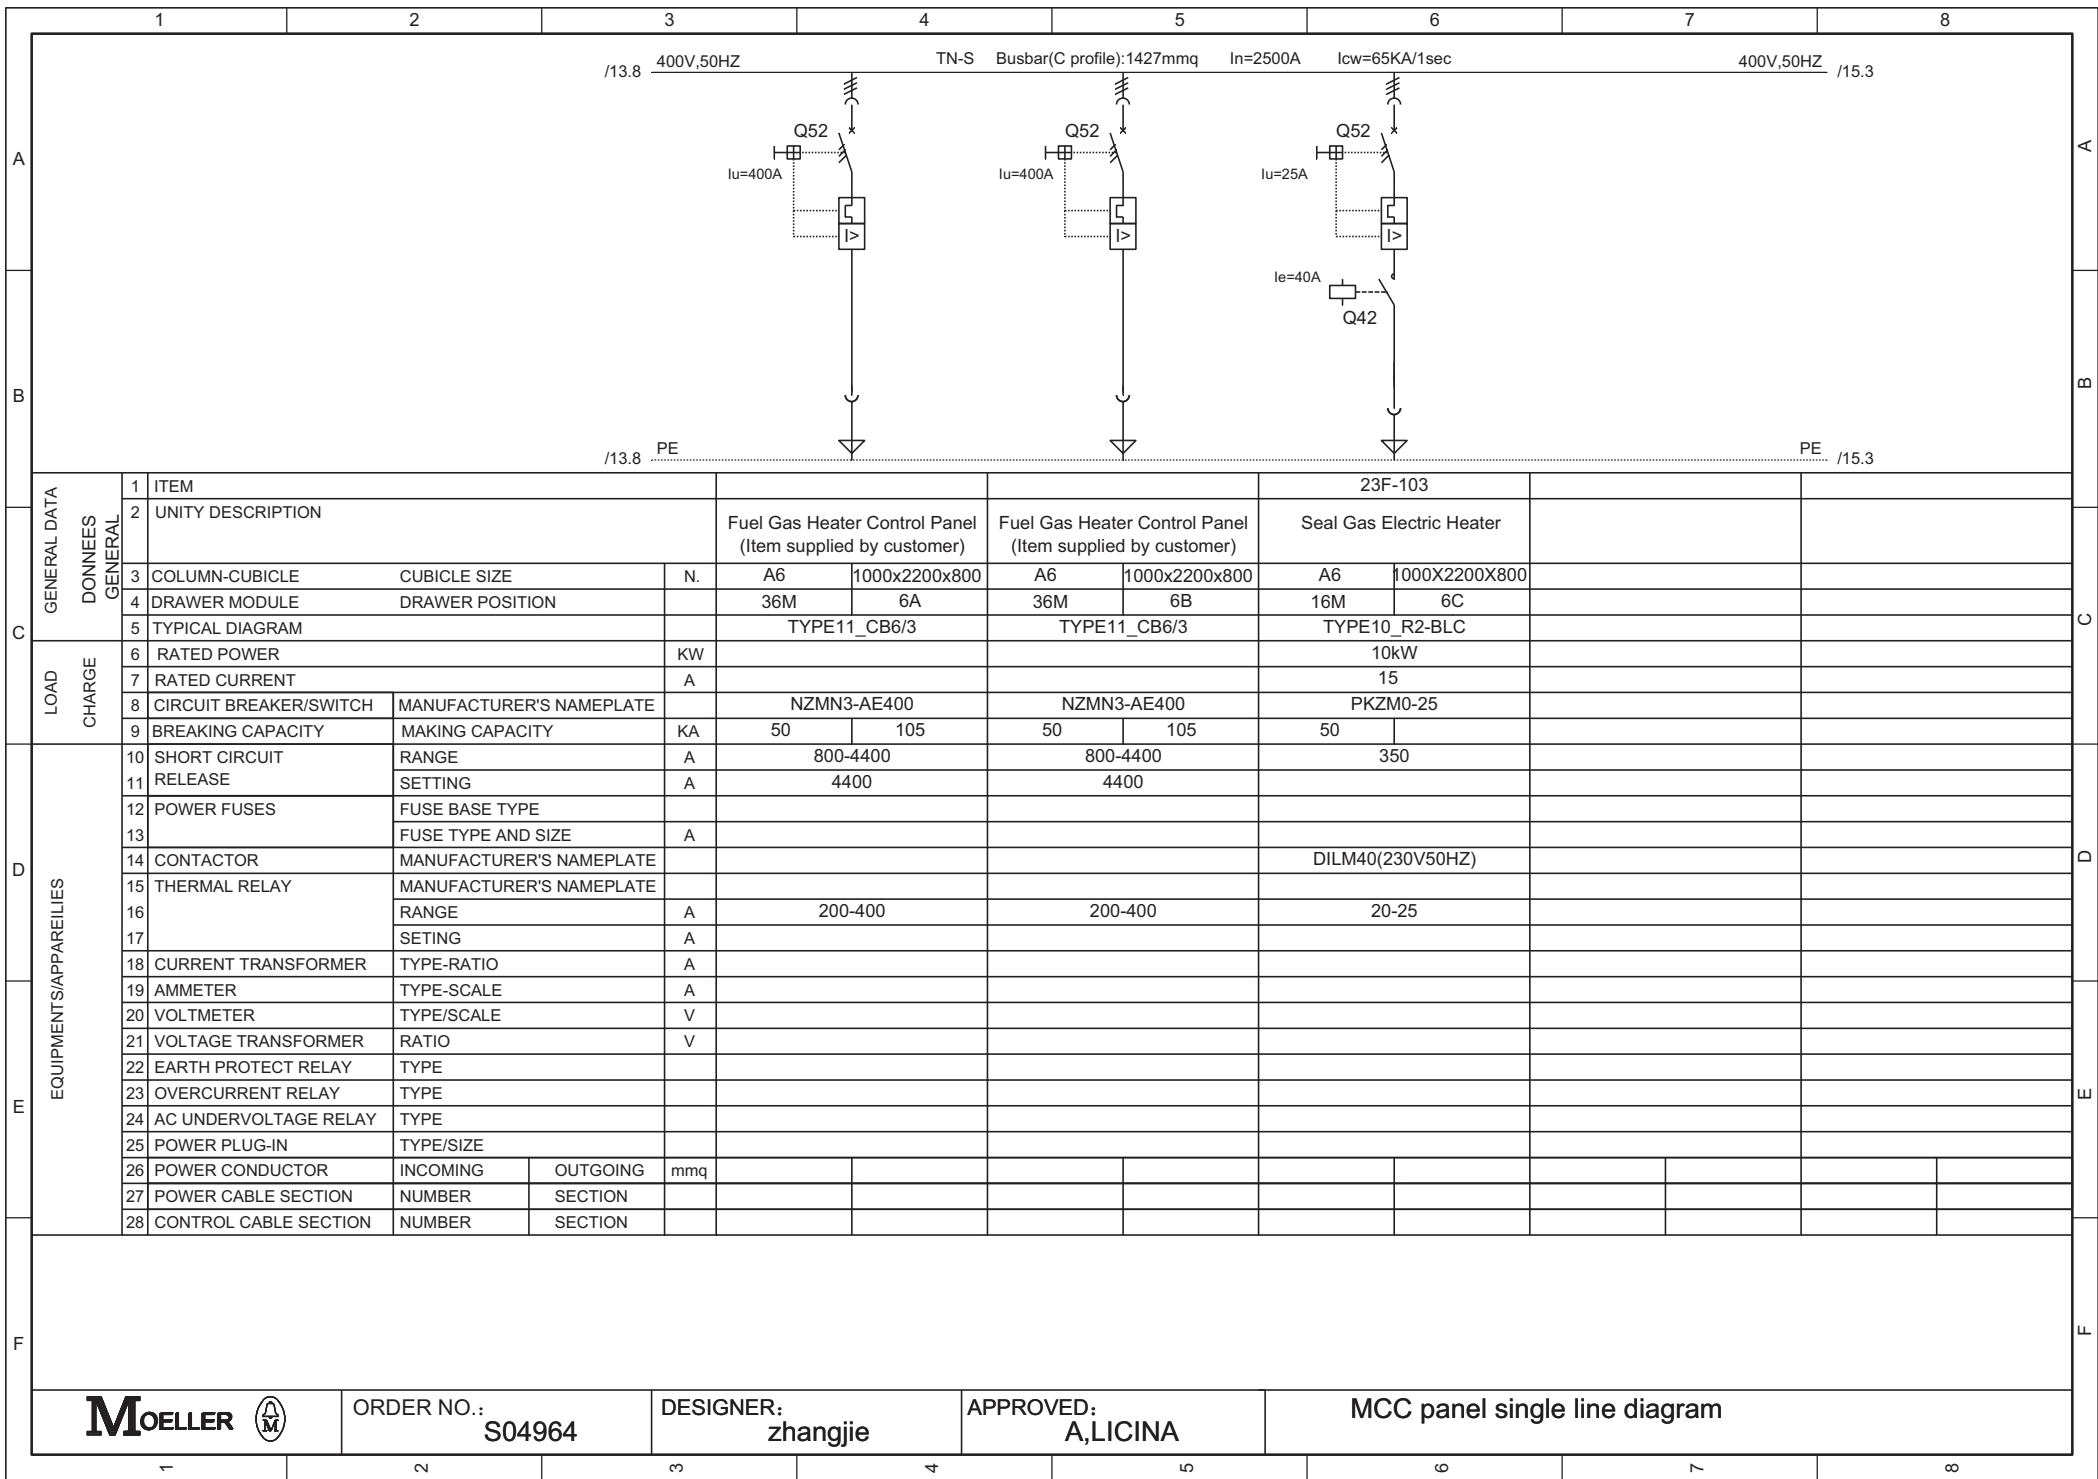 1 2 3 4 5 6 7 8
/13.8 400V,50HZ TN-S Busbar(C profile):1427mmq In=2500A Icw=65KA/1sec 400V,50HZ /15.3
Q52 Q52 Q52
A A
Iu=400A Iu=400A Iu=25A
I> I> I>
Ie=40A
Q42
B B
/13.8 PE PE /15.3
GENERAL DATA
DONNEES GENERAL
1 ITEM 23F-103
2 UNITY DESCRIPTION
Fuel Gas Heater Control Panel Fuel Gas Heater Control Panel Seal Gas Electric Heater
(Item supplied by customer) (Item supplied by customer)
3 COLUMN-CUBICLE CUBICLE SIZE N. A6 1000x2200x800 A6 1000x2200x800 A6 1000X2200X800
4 DRAWER MODULE DRAWER POSITION 36M 6A 36M 6B 16M 6C
C C
5 TYPICAL DIAGRAM TYPE11_CB6/3 TYPE11_CB6/3 TYPE10_R2-BLC
LOAD
CHARGE
6 RATED POWER KW 10kW
7 RATED CURRENT A 15
8 CIRCUIT BREAKER/SWITCH MANUFACTURER'S NAMEPLATE NZMN3-AE400 NZMN3-AE400 PKZM0-25
9 BREAKING CAPACITY MAKING CAPACITY KA 50 105 50 105 50
EQUIPMENTS/APPAREILIES
10 SHORT CIRCUIT RANGE A 800-4400 800-4400 350
11 RELEASE SETTING A 4400 4400
12 POWER FUSES FUSE BASE TYPE
13 FUSE TYPE AND SIZE A
D D
14 CONTACTOR MANUFACTURER'S NAMEPLATE DILM40(230V50HZ)
15 THERMAL RELAY MANUFACTURER'S NAMEPLATE
16 RANGE A 200-400 200-400 20-25
17 SETING A
18 CURRENT TRANSFORMER TYPE-RATIO A
19 AMMETER TYPE-SCALE A
20 VOLTMETER TYPE/SCALE V
21 VOLTAGE TRANSFORMER RATIO V
22 EARTH PROTECT RELAY TYPE
23 OVERCURRENT RELAY TYPE
E E
24 AC UNDERVOLTAGE RELAY TYPE
25 POWER PLUG-IN TYPE/SIZE
26 POWER CONDUCTOR INCOMING OUTGOING mmq
27 POWER CABLE SECTION NUMBER SECTION
28 CONTROL CABLE SECTION NUMBER SECTION
F F
MOELLER M ORDER NO.: S04964 DESIGNER: zhangjie APPROVED: A,LICINA MCC panel single line diagram
1 2 3 4 5 6 7 8